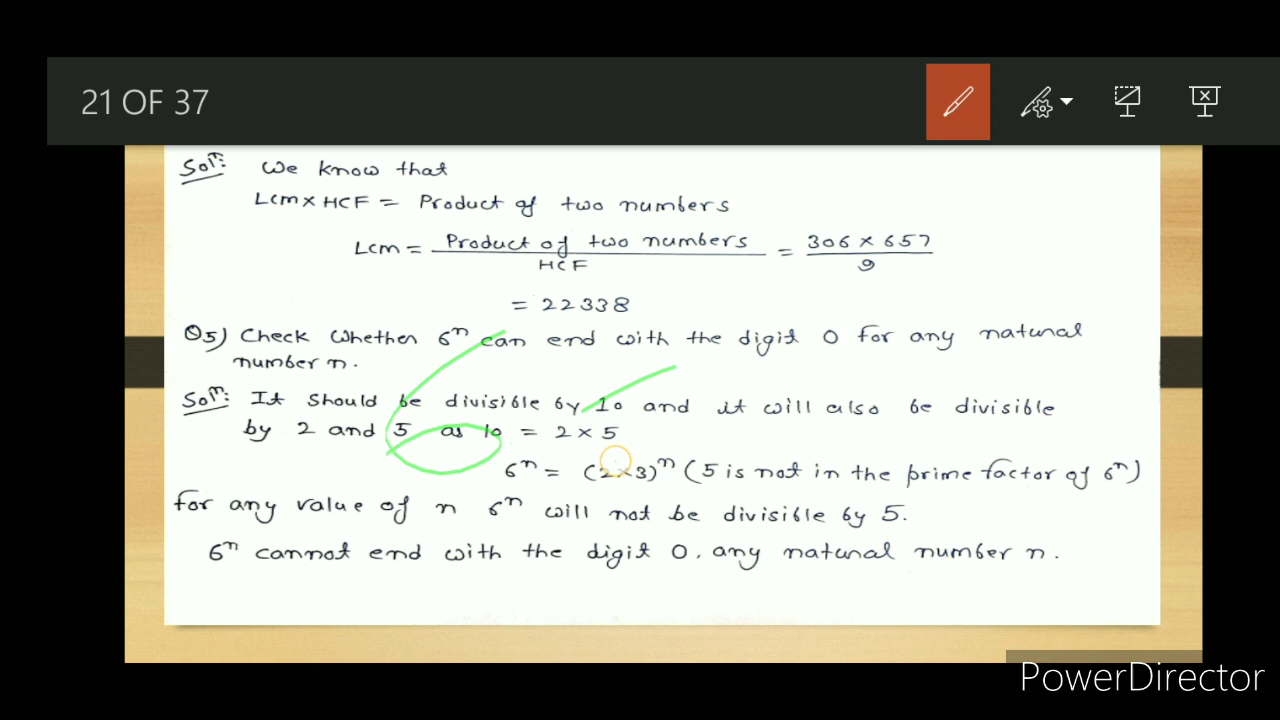 21 OF 37
Solⁿ: We know that
LCM × HCF = Product of two numbers
LCM = Product of two numbers / HCF = 306 × 657 / 9
= 22338
Q5) Check whether 6ⁿ can end with the digit 0 for any natural
number n.
Solⁿ: It should be divisible by 10 and it will also be divisible
by 2 and 5 as 10 = 2 × 5
6ⁿ = (2×3)ⁿ (5 is not in the prime factor of 6ⁿ)
for any value of n 6ⁿ will not be divisible by 5.
6ⁿ cannot end with the digit 0, any natural number n.
PowerDirector